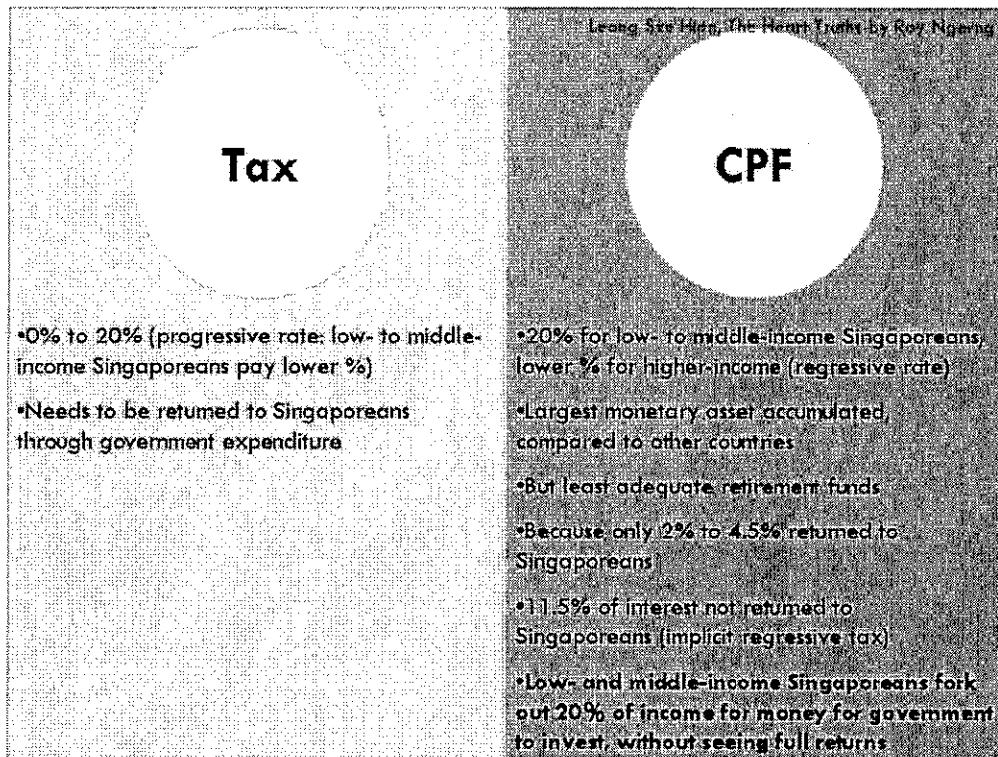 Leong Sze Hian, The Heart Truths by Roy Ngerng
Tax
CPF
•0% to 20% (progressive rate: low- to middle-
income Singaporeans pay lower %)
•Needs to be returned to Singaporeans
through government expenditure
•20% for low- to middle-income Singaporeans,
lower % for higher-income (regressive rate)
•Largest monetary asset accumulated,
compared to other countries
•But least adequate retirement funds
•Because only 2% to 4.5% returned to
Singaporeans
•11.5% of interest not returned to
Singaporeans (implicit regressive tax)
•Low- and middle-income Singaporeans fork
out 20% of income for money for government
to invest, without seeing full returns